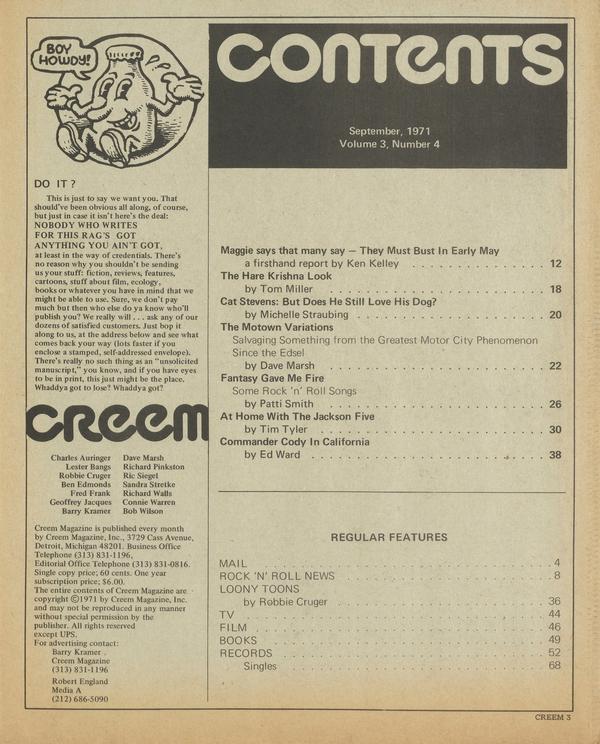 BOY
HOWDY!
DO IT?
This is just to say we want you. That
should've been obvious all along, of course,
but just in case it isn't here's the deal:
NOBODY WHO WRITES
FOR THIS RAG'S GOT
ANYTHING YOU AIN'T GOT,
at least in the way of credentials. There's
no reason why you shouldn't be sending
us your stuff: fiction, reviews, features,
cartoons, stuff about film, ecology,
books or whatever you have in mind that we
might be able to use. Sure, we don't pay
much but then who else do ya know who'll
publish you? We really will . . . ask any of our
dozens of satisfied customers. Just bop it
along to us, at the address below and see what
comes back your way (lots faster if you
enclose a stamped, self-addressed envelope).
There's really no such thing as an "unsolicited
manuscript," you know, and if you have eyes
to be in print, this just might be the place.
Whaddya got to lose? Whaddya got?
CREEM
Charles Auringer Dave Marsh
Lester Bangs Richard Pinkston
Robbie Cruger Ric Siegel
Ben Edmonds Sandra Stretke
Fred Frank Richard Walls
Geoffrey Jacques Connie Warren
Barry Kramer Bob Wilson
Creem Magazine is published every month
by Creem Magazine, Inc., 3729 Cass Avenue,
Detroit, Michigan 48201. Business Office
Telephone (313) 831-1196,
Editorial Office Telephone (313) 831-0816.
Single copy price; 60 cents. One year
subscription price; $6.00.
The entire contents of Creem Magazine are
copyright ©1971 by Creem Magazine, Inc.
and may not be reproduced in any manner
without special permission by the
publisher. All rights reserved
except UPS.
For advertising contact:
Barry Kramer
Creem Magazine
(313) 831-1196
Robert England
Media A
(212) 686-5090
CONTENTS
September, 1971
Volume 3, Number 4
Maggie says that many say — They Must Bust In Early May
a firsthand report by Ken Kelley . . . . . . . . . . . . . . . . 12
The Hare Krishna Look
by Tom Miller . . . . . . . . . . . . . . . . 18
Cat Stevens: But Does He Still Love His Dog?
by Michelle Straubing . . . . . . . . . . . . . . . . 20
The Motown Variations
Salvaging Something from the Greatest Motor City Phenomenon
Since the Edsel
by Dave Marsh . . . . . . . . . . . . . . . . 22
Fantasy Gave Me Fire
Some Rock 'n' Roll Songs
by Patti Smith . . . . . . . . . . . . . . . . 26
At Home With The Jackson Five
by Tim Tyler . . . . . . . . . . . . . . . . 30
Commander Cody In California
by Ed Ward . . . . . . . . . . . . . . . . 38
REGULAR FEATURES
MAIL . . . . . . . . . . . . . . . . 4
ROCK 'N' ROLL NEWS . . . . . . . . . . . . . . . . 8
LOONY TOONS
by Robbie Cruger . . . . . . . . . . . . . . . . 36
TV . . . . . . . . . . . . . . . . 44
FILM . . . . . . . . . . . . . . . . 46
BOOKS . . . . . . . . . . . . . . . . 49
RECORDS . . . . . . . . . . . . . . . . 52
Singles . . . . . . . . . . . . . . . . 68
CREEM 3